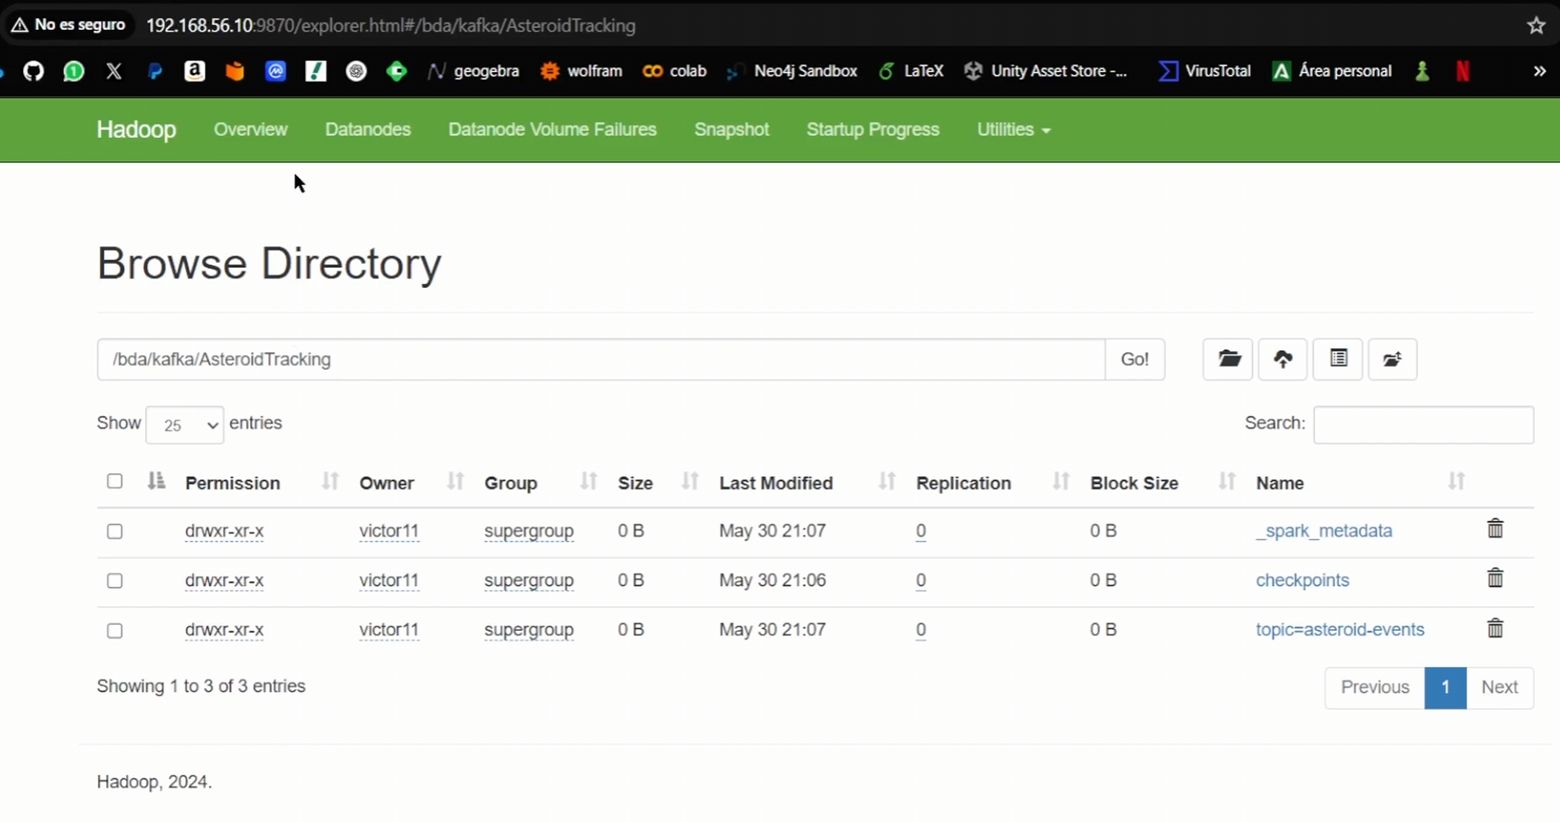 No es seguro 192.168.56.10:9870/explorer.html#/bda/kafka/AsteroidTracking
geogebra wolfram colab Neo4j Sandbox LaTeX Unity Asset Store -... VirusTotal Área personal »
Hadoop Overview Datanodes Datanode Volume Failures Snapshot Startup Progress Utilities
Browse Directory
/bda/kafka/AsteroidTracking Go!
Show 25 entries Search:
Permission Owner Group Size Last Modified Replication Block Size Name
drwxr-xr-x victor11 supergroup 0 B May 30 21:07 0 0 B _spark_metadata
drwxr-xr-x victor11 supergroup 0 B May 30 21:06 0 0 B checkpoints
drwxr-xr-x victor11 supergroup 0 B May 30 21:07 0 0 B topic=asteroid-events
Showing 1 to 3 of 3 entries Previous 1 Next
Hadoop, 2024.